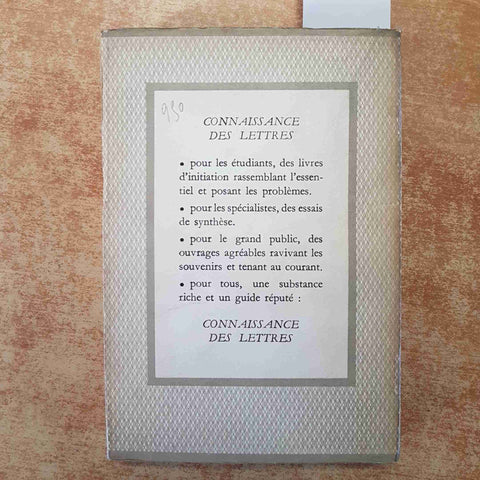 950
CONNAISSANCE
DES LETTRES
• pour les étudiants, des livres
d'initiation rassemblant l'essen-
tiel et posant les problèmes.
• pour les spécialistes, des essais
de synthèse.
• pour le grand public, des
ouvrages agréables ravivant les
souvenirs et tenant au courant.
• pour tous, une substance
riche et un guide réputé :
CONNAISSANCE
DES LETTRES